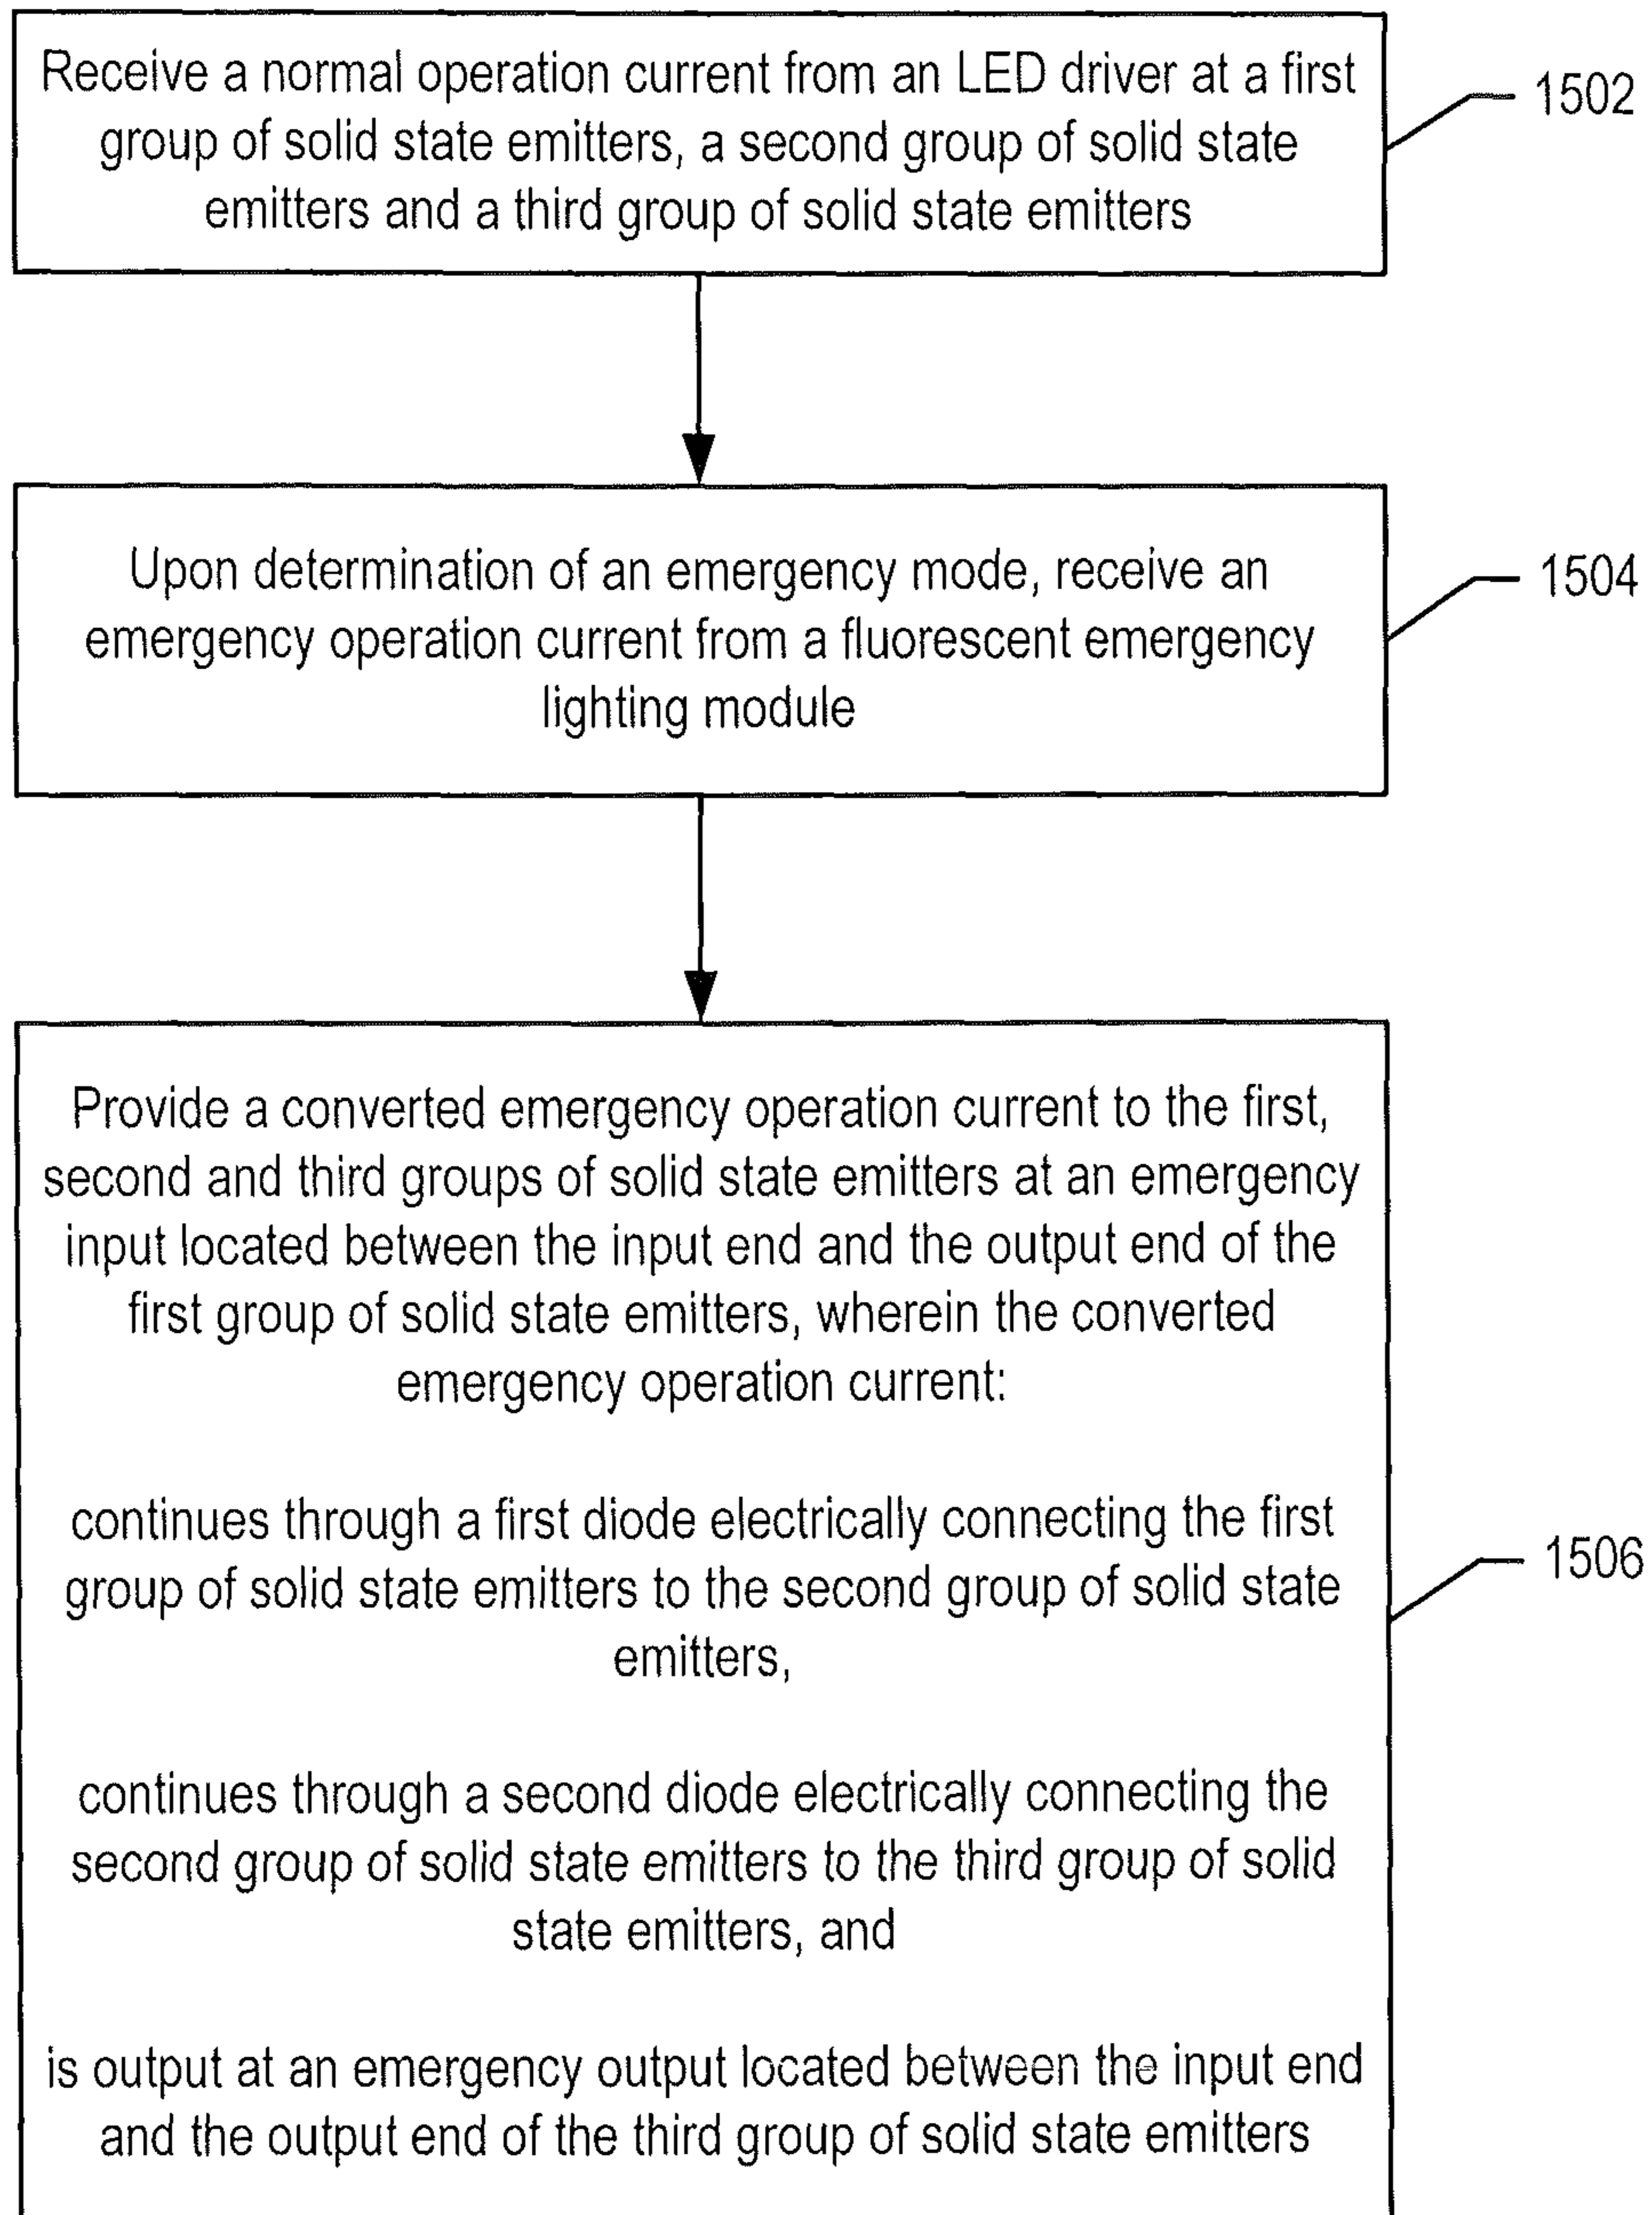 Receive a normal operation current from an LED driver at a first
group of solid state emitters, a second group of solid state
emitters and a third group of solid state emitters
1502
Upon determination of an emergency mode, receive an
emergency operation current from a fluorescent emergency
lighting module
1504
Provide a converted emergency operation current to the first,
second and third groups of solid state emitters at an emergency
input located between the input end and the output end of the
first group of solid state emitters, wherein the converted
emergency operation current:
continues through a first diode electrically connecting the first
group of solid state emitters to the second group of solid state
emitters,
continues through a second diode electrically connecting the
second group of solid state emitters to the third group of solid
state emitters, and
is output at an emergency output located between the input end
and the output end of the third group of solid state emitters
1506